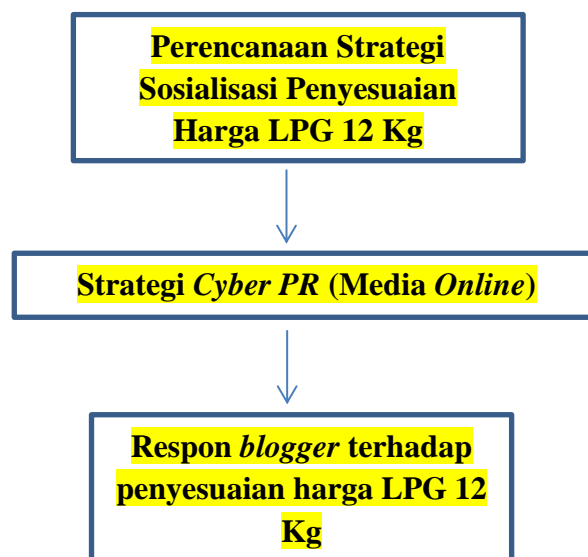 Perencanaan Strategi
Sosialisasi Penyesuaian
Harga LPG 12 Kg
Strategi Cyber PR (Media Online)
Respon blogger terhadap
penyesuaian harga LPG 12
Kg